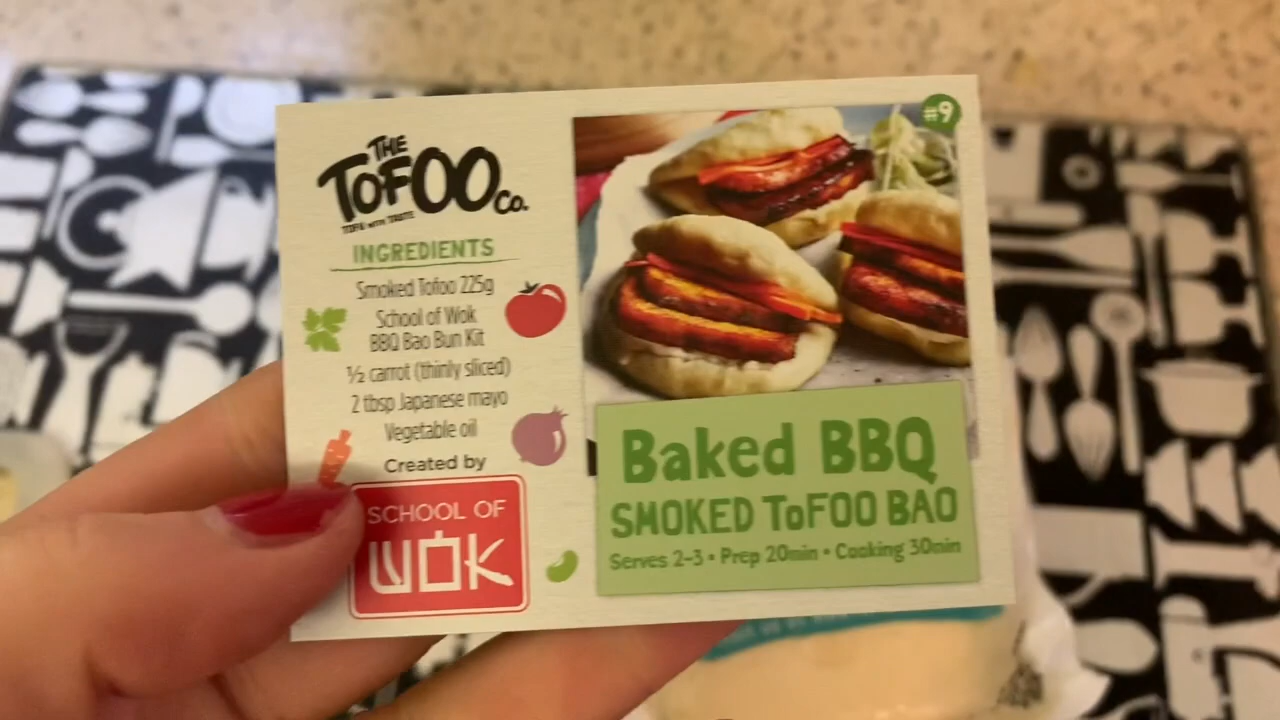 THE
TOFOO Co.
TOFU WITH TASTE
INGREDIENTS
Smoked Tofoo 225g
School of Wok
BBQ Bao Bun Kit
½ carrot (thinly sliced)
2 tbsp Japanese mayo
Vegetable oil
Created by
SCHOOL OF
WOK
#9
Baked BBQ
SMOKED ToFOO BAO
Serves 2-3 • Prep 20min • Cooking 30min